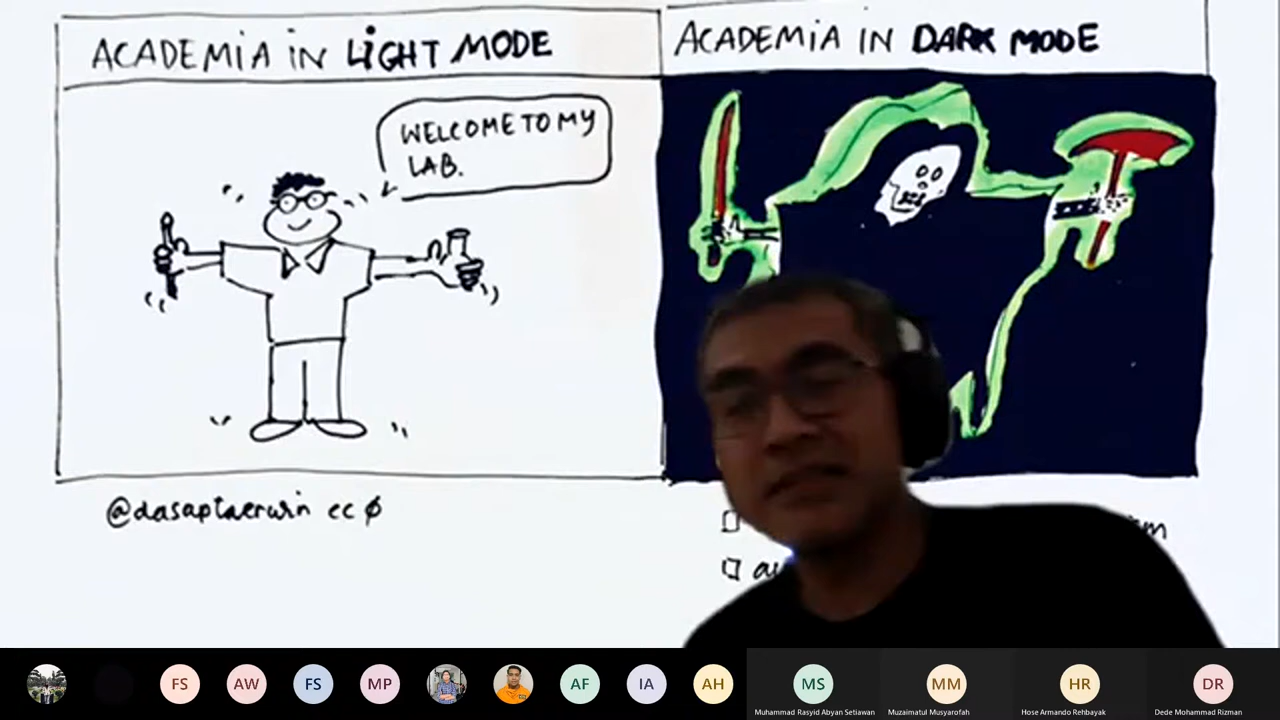 ACADEMIA iN LiGHT MODE
ACADEMiA IN DARK MODE
WELCOME TO MY
LAB.
@dasaptaerwin cc ϕ
FS
AW
FS
MP
AF
IA
AH
MS
MM
HR
DR
Muhammad Rasyid Abyan Setiawan
Muzaimatul Musyarofah
Hose Armando Rehbayak
Dede Mohammad Rizman